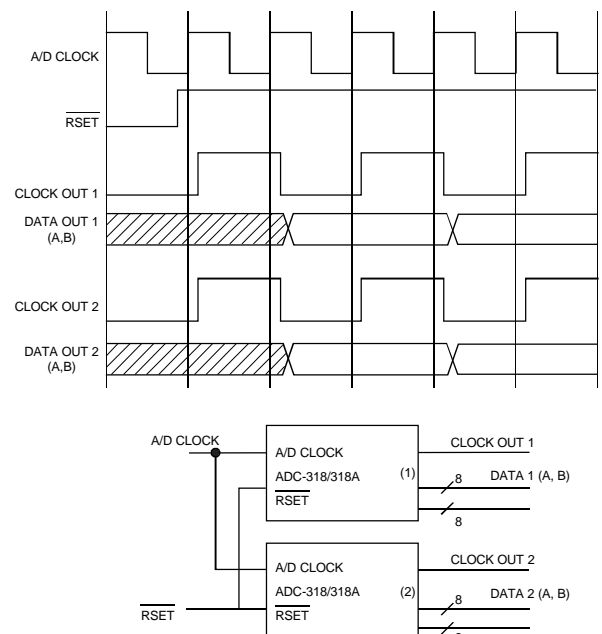 A/D CLOCK
RSET
CLOCK OUT 1
DATA OUT 1
(A,B)
CLOCK OUT 2
DATA OUT 2
(A,B)
A/D CLOCK
A/D CLOCK
ADC-318/318A
RSET
(1)
CLOCK OUT 1
8
DATA 1 (A, B)
8
A/D CLOCK
ADC-318/318A
RSET
(2)
CLOCK OUT 2
8
DATA 2 (A, B)
RSET